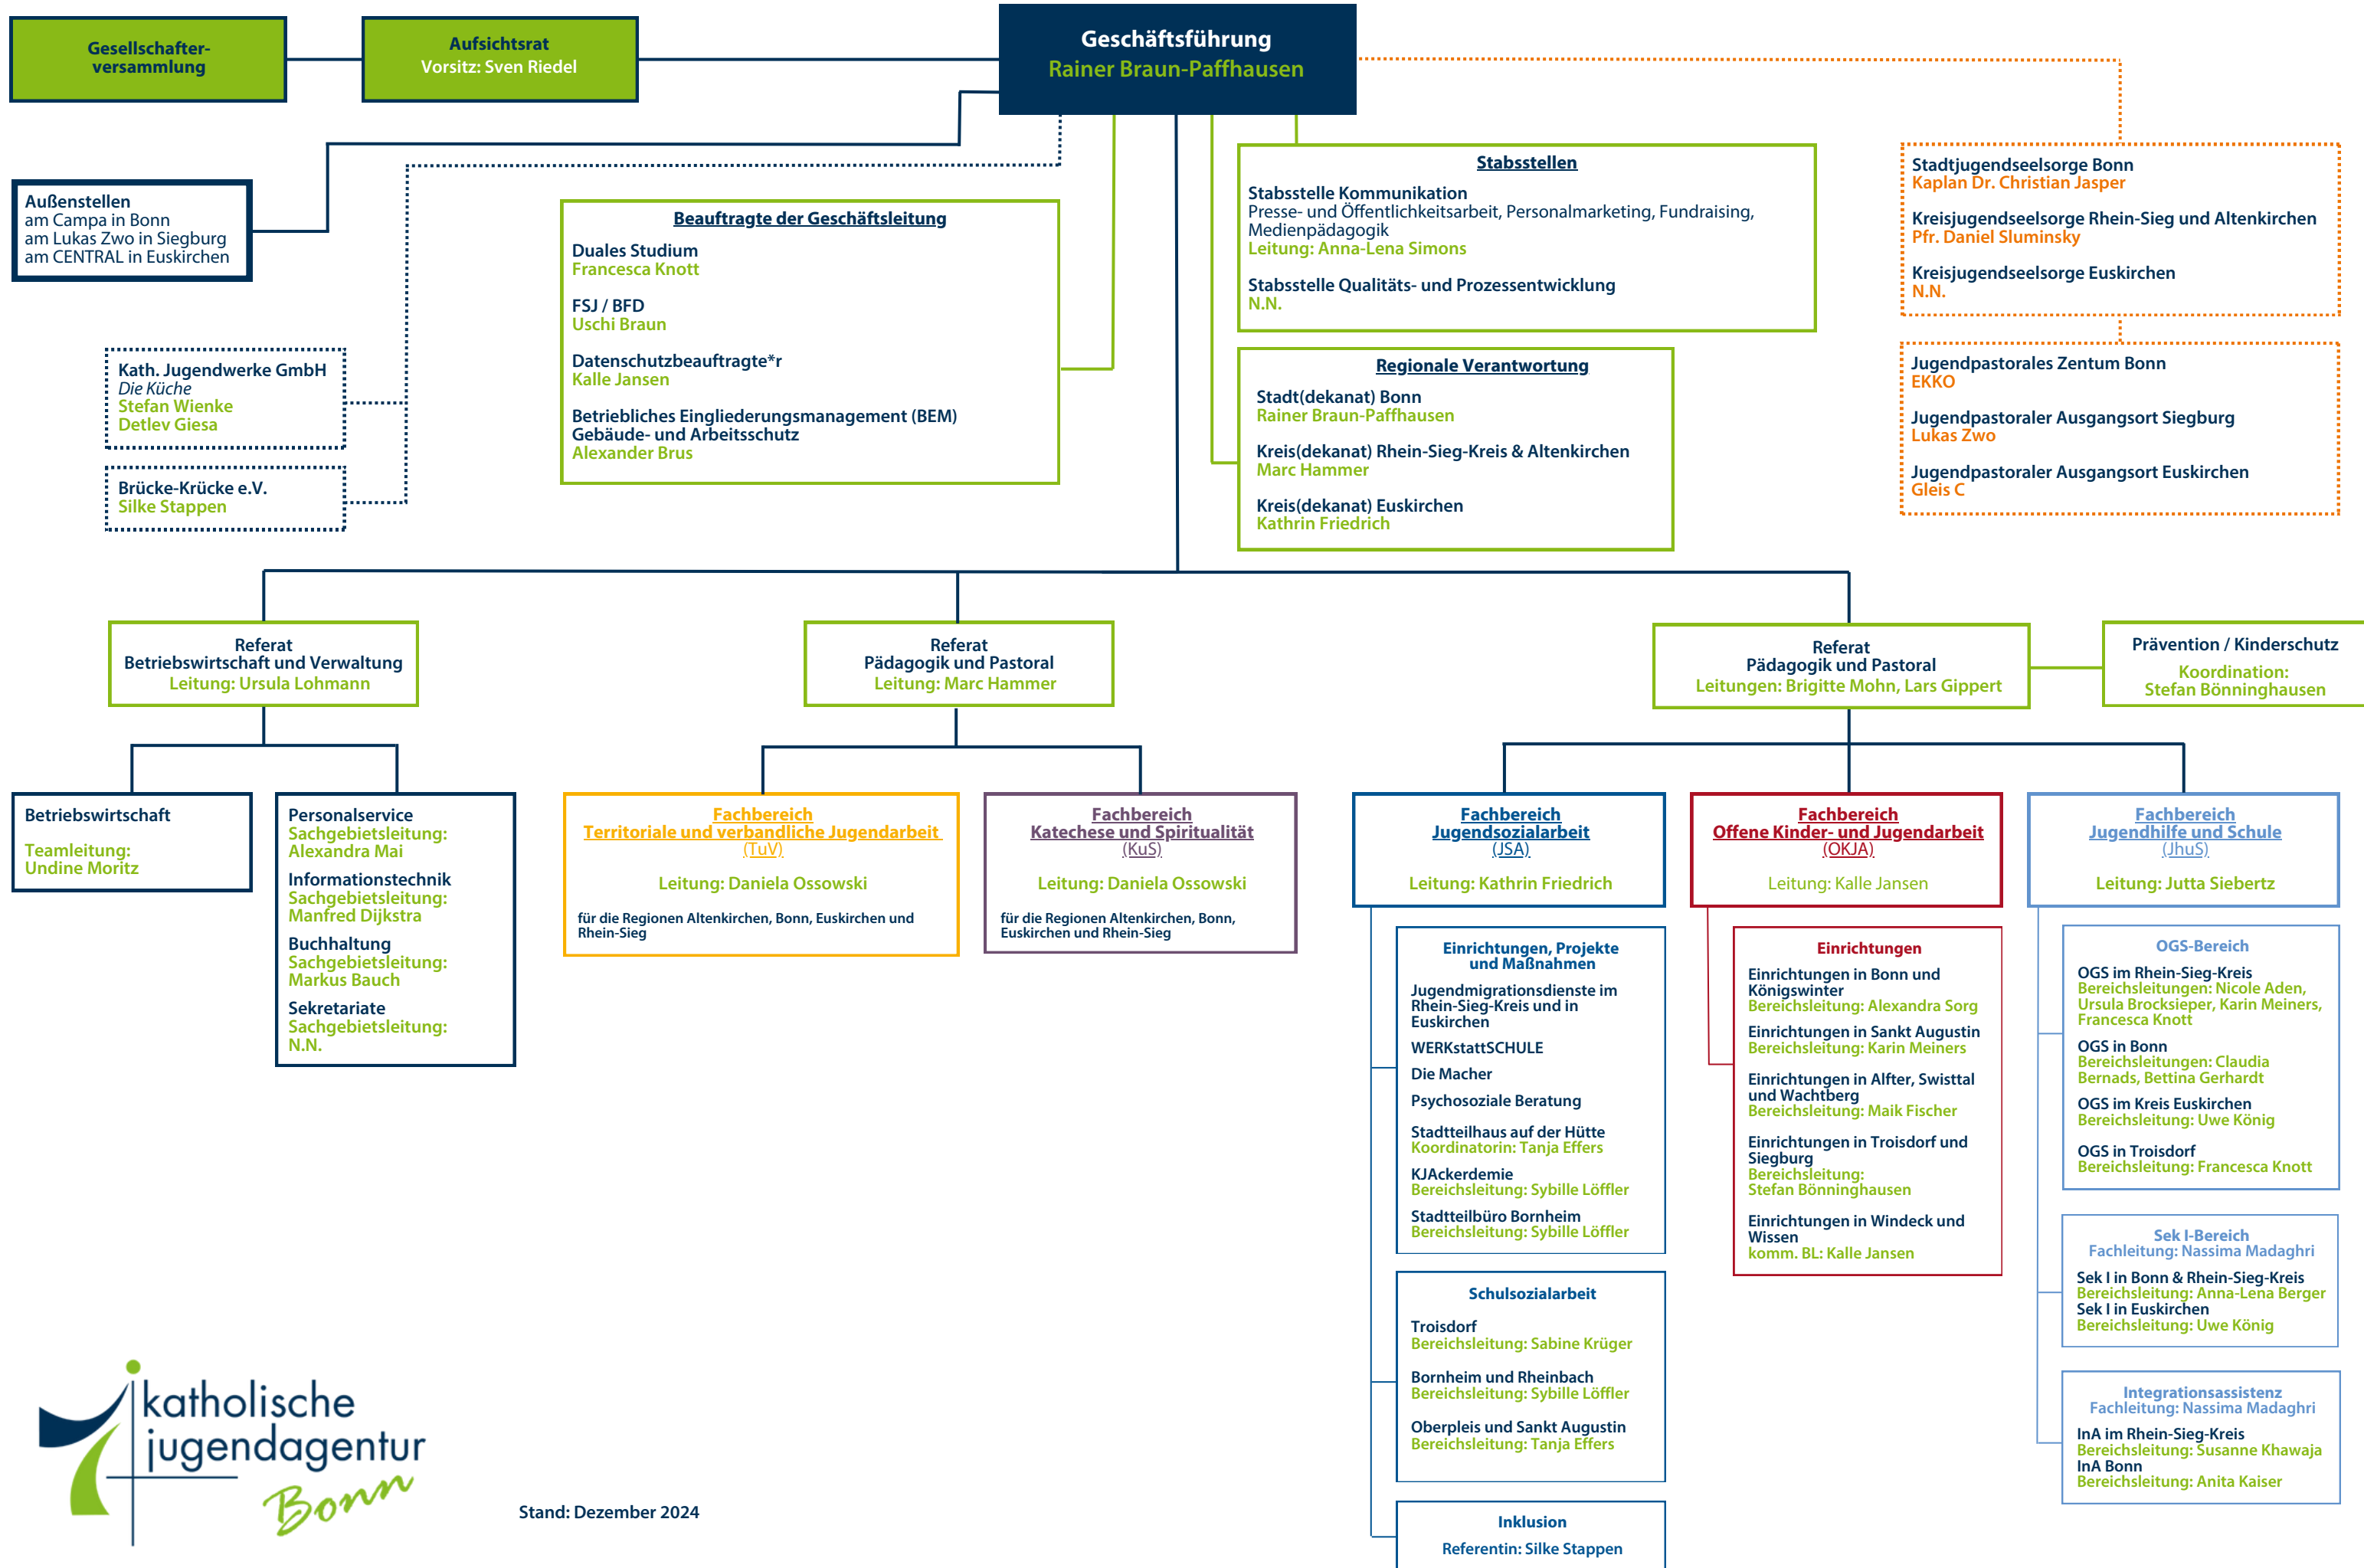 Gesellschafter-
versammlung
Aufsichtsrat
Vorsitz: Sven Riedel
Geschäftsführung
Rainer Braun-Paffhausen
Außenstellen
am Campa in Bonn
am Lukas Zwo in Siegburg
am CENTRAL in Euskirchen
Kath. Jugendwerke GmbH
Die Küche
Stefan Wienke
Detlev Giesa
Brücke-Krücke e.V.
Silke Stappen
Beauftragte der Geschäftsleitung
Duales Studium
Francesca Knott
FSJ / BFD
Uschi Braun
Datenschutzbeauftragte*r
Kalle Jansen
Betriebliches Eingliederungsmanagement (BEM)
Gebäude- und Arbeitsschutz
Alexander Brus
Stabsstellen
Stabsstelle Kommunikation
Presse- und Öffentlichkeitsarbeit, Personalmarketing, Fundraising,
Medienpädagogik
Leitung: Anna-Lena Simons
Stabsstelle Qualitäts- und Prozessentwicklung
N.N.
Regionale Verantwortung
Stadt(dekanat) Bonn
Rainer Braun-Paffhausen
Kreis(dekanat) Rhein-Sieg-Kreis & Altenkirchen
Marc Hammer
Kreis(dekanat) Euskirchen
Kathrin Friedrich
Stadtjugendseelsorge Bonn
Kaplan Dr. Christian Jasper
Kreisjugendseelsorge Rhein-Sieg und Altenkirchen
Pfr. Daniel Sluminsky
Kreisjugendseelsorge Euskirchen
N.N.
Jugendpastorales Zentum Bonn
EKKO
Jugendpastoraler Ausgangsort Siegburg
Lukas Zwo
Jugendpastoraler Ausgangsort Euskirchen
Gleis C
Referat
Betriebswirtschaft und Verwaltung
Leitung: Ursula Lohmann
Referat
Pädagogik und Pastoral
Leitung: Marc Hammer
Referat
Pädagogik und Pastoral
Leitungen: Brigitte Mohn, Lars Gippert
Prävention / Kinderschutz
Koordination:
Stefan Bönninghausen
Betriebswirtschaft
Teamleitung:
Undine Moritz
Personalservice
Sachgebietsleitung:
Alexandra Mai
Informationstechnik
Sachgebietsleitung:
Manfred Dijkstra
Buchhaltung
Sachgebietsleitung:
Markus Bauch
Sekretariate
Sachgebietsleitung:
N.N.
Fachbereich
Territoriale und verbandliche Jugendarbeit
(TuV)
Leitung: Daniela Ossowski
für die Regionen Altenkirchen, Bonn, Euskirchen und
Rhein-Sieg
Fachbereich
Katechese und Spiritualität
(KuS)
Leitung: Daniela Ossowski
für die Regionen Altenkirchen, Bonn,
Euskirchen und Rhein-Sieg
Fachbereich
Jugendsozialarbeit
(JSA)
Leitung: Kathrin Friedrich
Einrichtungen, Projekte
und Maßnahmen
Jugendmigrationsdienste im
Rhein-Sieg-Kreis und in
Euskirchen
WERKstattSCHULE
Die Macher
Psychosoziale Beratung
Stadtteilhaus auf der Hütte
Koordinatorin: Tanja Effers
KJAckerdemie
Bereichsleitung: Sybille Löffler
Stadtteilbüro Bornheim
Bereichsleitung: Sybille Löffler
Schulsozialarbeit
Troisdorf
Bereichsleitung: Sabine Krüger
Bornheim und Rheinbach
Bereichsleitung: Sybille Löffler
Oberpleis und Sankt Augustin
Bereichsleitung: Tanja Effers
Inklusion
Referentin: Silke Stappen
Fachbereich
Offene Kinder- und Jugendarbeit
(OKJA)
Leitung: Kalle Jansen
Einrichtungen
Einrichtungen in Bonn und
Königswinter
Bereichsleitung: Alexandra Sorg
Einrichtungen in Sankt Augustin
Bereichsleitung: Karin Meiners
Einrichtungen in Alfter, Swisttal
und Wachtberg
Bereichsleitung: Maik Fischer
Einrichtungen in Troisdorf und
Siegburg
Bereichsleitung:
Stefan Bönninghausen
Einrichtungen in Windeck und
Wissen
komm. BL: Kalle Jansen
Fachbereich
Jugendhilfe und Schule
(JhuS)
Leitung: Jutta Siebertz
OGS-Bereich
OGS im Rhein-Sieg-Kreis
Bereichsleitungen: Nicole Aden,
Ursula Brocksieper, Karin Meiners,
Francesca Knott
OGS in Bonn
Bereichsleitungen: Claudia
Bernads, Bettina Gerhardt
OGS im Kreis Euskirchen
Bereichsleitung: Uwe König
OGS in Troisdorf
Bereichsleitung: Francesca Knott
Sek I-Bereich
Fachleitung: Nassima Madaghri
Sek I in Bonn & Rhein-Sieg-Kreis
Bereichsleitung: Anna-Lena Berger
Sek I in Euskirchen
Bereichsleitung: Uwe König
Integrationsassistenz
Fachleitung: Nassima Madaghri
InA im Rhein-Sieg-Kreis
Bereichsleitung: Susanne Khawaja
InA Bonn
Bereichsleitung: Anita Kaiser
katholische
jugendagentur
Bonn
Stand: Dezember 2024